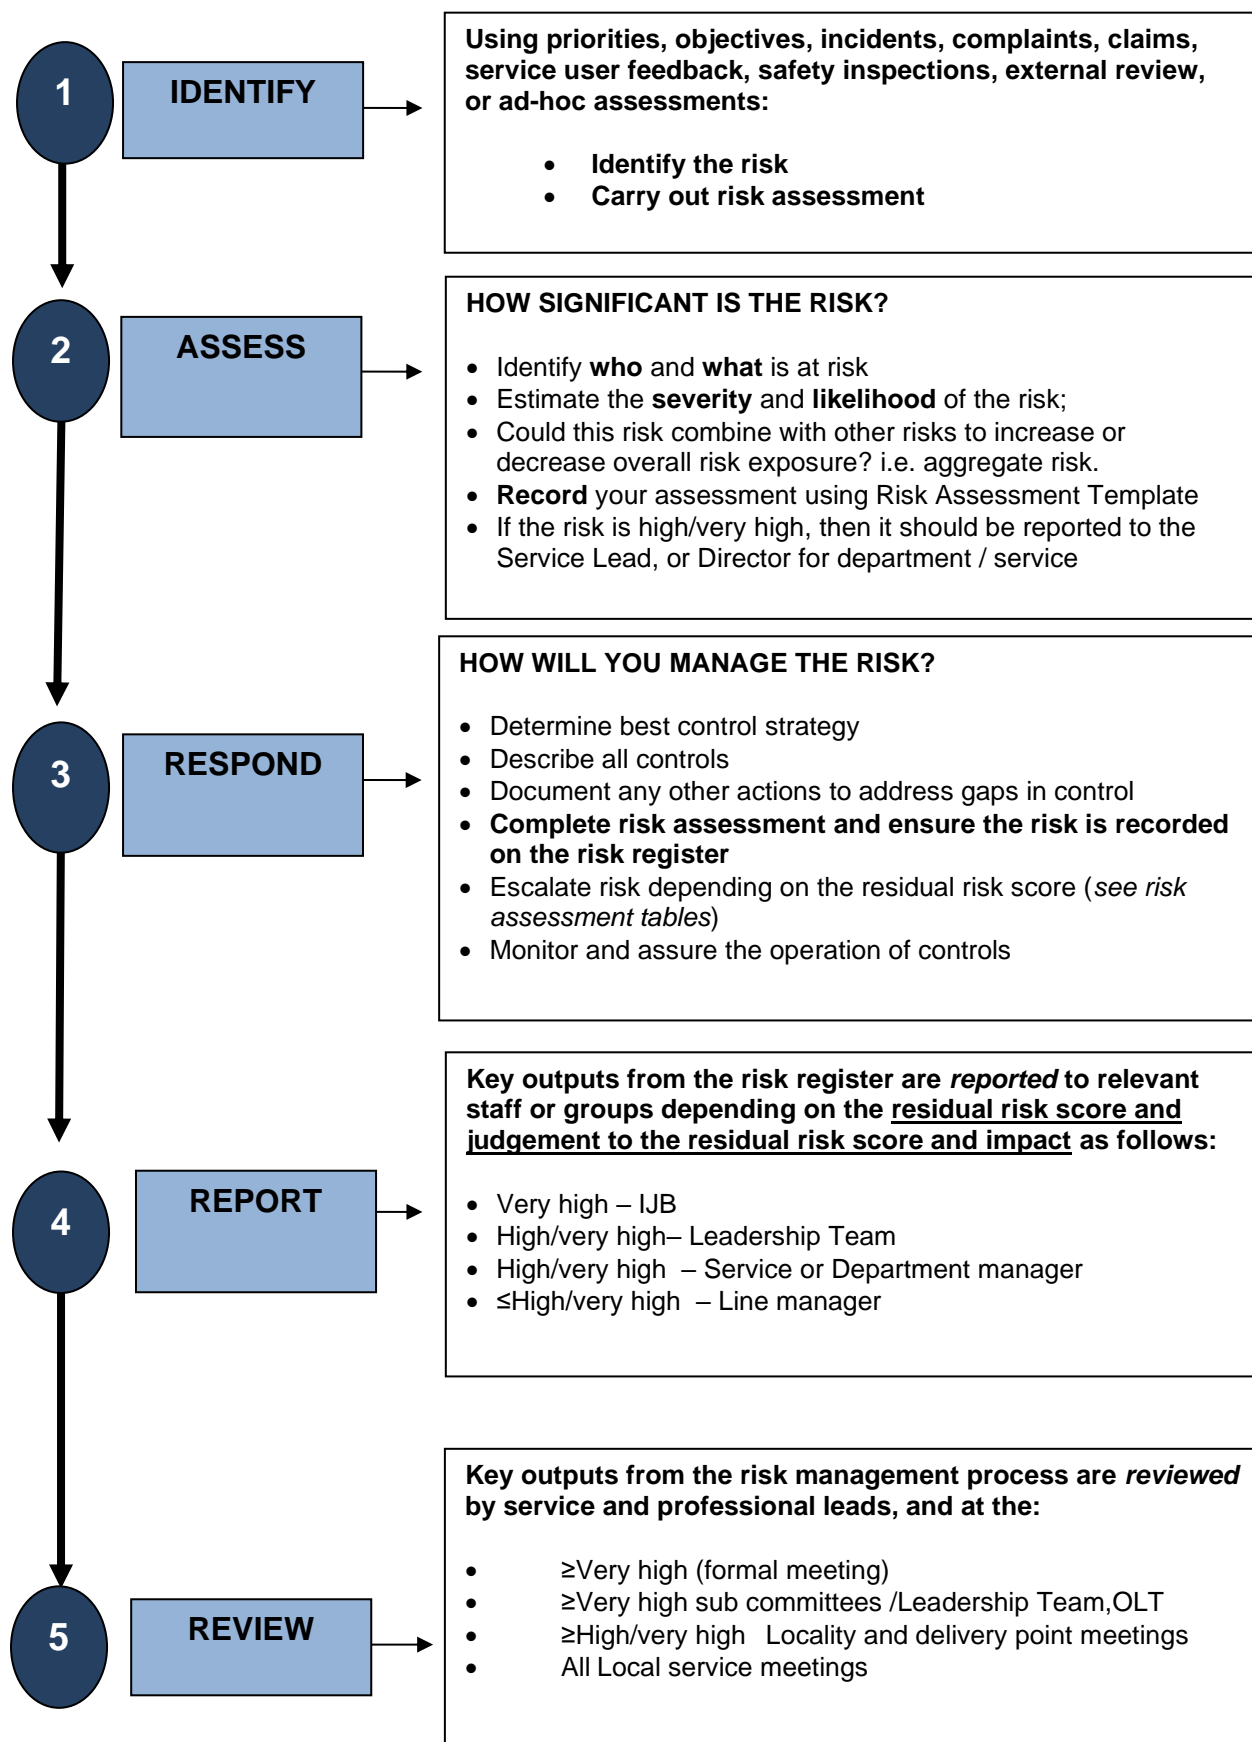 1
IDENTIFY
Using priorities, objectives, incidents, complaints, claims,
service user feedback, safety inspections, external review,
or ad-hoc assessments:
• Identify the risk
• Carry out risk assessment
2
ASSESS
HOW SIGNIFICANT IS THE RISK?
• Identify who and what is at risk
• Estimate the severity and likelihood of the risk;
• Could this risk combine with other risks to increase or
decrease overall risk exposure? i.e. aggregate risk.
• Record your assessment using Risk Assessment Template
• If the risk is high/very high, then it should be reported to the
Service Lead, or Director for department / service
3
RESPOND
HOW WILL YOU MANAGE THE RISK?
• Determine best control strategy
• Describe all controls
• Document any other actions to address gaps in control
• Complete risk assessment and ensure the risk is recorded
on the risk register
• Escalate risk depending on the residual risk score (see risk
assessment tables)
• Monitor and assure the operation of controls
4
REPORT
Key outputs from the risk register are reported to relevant
staff or groups depending on the residual risk score and
judgement to the residual risk score and impact as follows:
• Very high – IJB
• High/very high– Leadership Team
• High/very high – Service or Department manager
• ≤High/very high – Line manager
5
REVIEW
Key outputs from the risk management process are reviewed
by service and professional leads, and at the:
• ≥Very high (formal meeting)
• ≥Very high sub committees /Leadership Team,OLT
• ≥High/very high Locality and delivery point meetings
• All Local service meetings